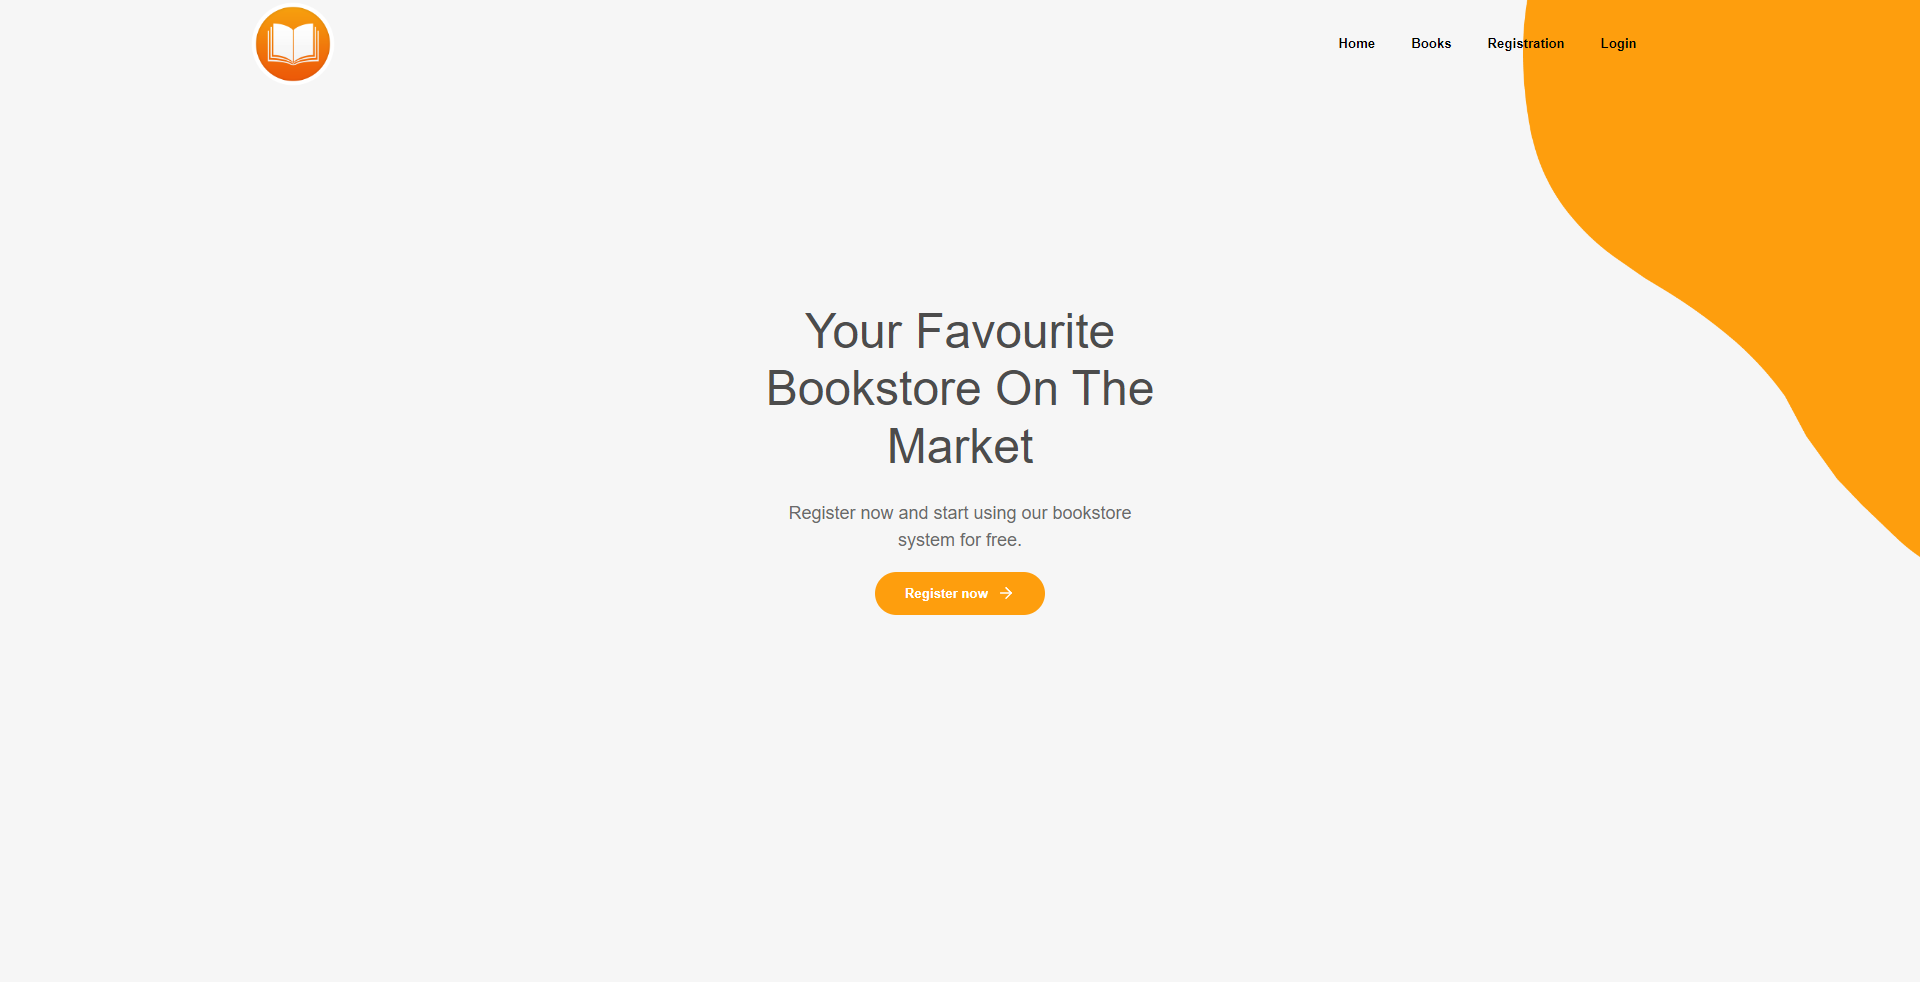 Home Books Registration Login
Your Favourite
Bookstore On The
Market
Register now and start using our bookstore
system for free.
Register now